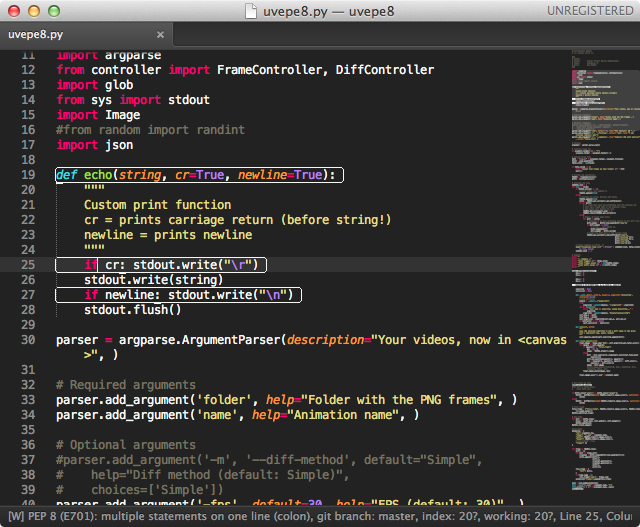 uvepe8.py — uvepe8
UNREGISTERED
uvepe8.py ×
11 import argparse
12 from controller import FrameController, DiffController
13 import glob
14 from sys import stdout
15 import Image
16 #from random import randint
17 import json
18
19 def echo(string, cr=True, newline=True):
20 """
21 Custom print function
22 cr = prints carriage return (before string!)
23 newline = prints newline
24 """
25 if cr: stdout.write("\r")
26 stdout.write(string)
27 if newline: stdout.write("\n")
28 stdout.flush()
29
30 parser = argparse.ArgumentParser(description="Your videos, now in <canvas
>", )
31
32 # Required arguments
33 parser.add_argument('folder', help="Folder with the PNG frames", )
34 parser.add_argument('name', help="Animation name", )
35
36 # Optional arguments
37 #parser.add_argument('-m', '--diff-method', default="Simple",
38 # help="Diff method (default: Simple)",
39 # choices=['Simple'])
40 parser.add_argument('-fps', default=30, help="FPS (default: 30)", )
[W] PEP 8 (E701): multiple statements on one line (colon), git branch: master, index: 20?, working: 20?, Line 25, Colu